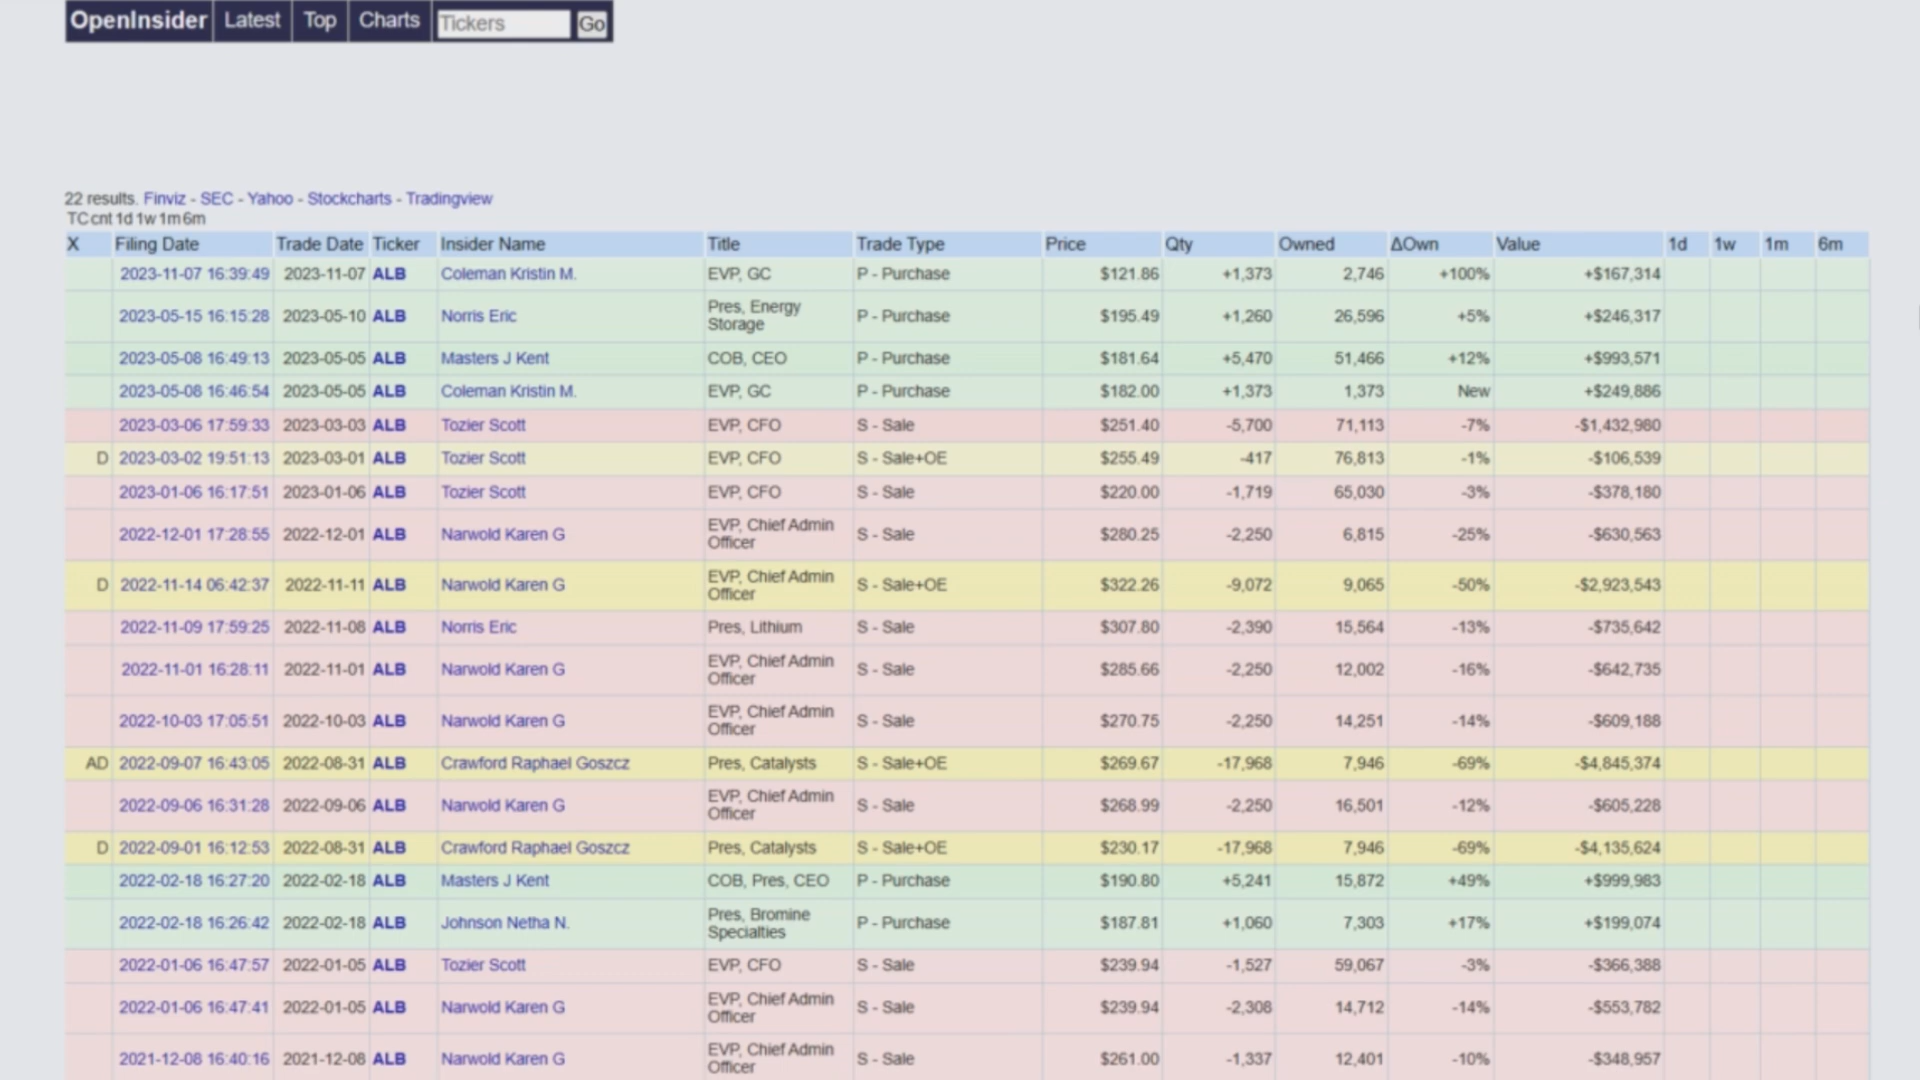 OpenInsider Latest Top Charts Tickers Go
22 results. Finviz - SEC - Yahoo - Stockcharts - Tradingview
TC cnt 1d 1w 1m 6m
X Filing Date Trade Date Ticker Insider Name Title Trade Type Price Qty Owned ΔOwn Value 1d 1w 1m 6m
2023-11-07 16:39:49 2023-11-07 ALB Coleman Kristin M. EVP, GC P - Purchase $121.86 +1,373 2,746 +100% +$167,314
2023-05-15 16:15:28 2023-05-10 ALB Norris Eric Pres, Energy Storage P - Purchase $195.49 +1,260 26,596 +5% +$246,317
2023-05-08 16:49:13 2023-05-05 ALB Masters J Kent COB, CEO P - Purchase $181.64 +5,470 51,466 +12% +$993,571
2023-05-08 16:46:54 2023-05-05 ALB Coleman Kristin M. EVP, GC P - Purchase $182.00 +1,373 1,373 New +$249,886
2023-03-06 17:59:33 2023-03-03 ALB Tozier Scott EVP, CFO S - Sale $251.40 -5,700 71,113 -7% -$1,432,980
D 2023-03-02 19:51:13 2023-03-01 ALB Tozier Scott EVP, CFO S - Sale+OE $255.49 -417 76,813 -1% -$106,539
2023-01-06 16:17:51 2023-01-06 ALB Tozier Scott EVP, CFO S - Sale $220.00 -1,719 65,030 -3% -$378,180
2022-12-01 17:28:55 2022-12-01 ALB Narwold Karen G EVP, Chief Admin Officer S - Sale $280.25 -2,250 6,815 -25% -$630,563
D 2022-11-14 06:42:37 2022-11-11 ALB Narwold Karen G EVP, Chief Admin Officer S - Sale+OE $322.26 -9,072 9,065 -50% -$2,923,543
2022-11-09 17:59:25 2022-11-08 ALB Norris Eric Pres, Lithium S - Sale $307.80 -2,390 15,564 -13% -$735,642
2022-11-01 16:28:11 2022-11-01 ALB Narwold Karen G EVP, Chief Admin Officer S - Sale $285.66 -2,250 12,002 -16% -$642,735
2022-10-03 17:05:51 2022-10-03 ALB Narwold Karen G EVP, Chief Admin Officer S - Sale $270.75 -2,250 14,251 -14% -$609,188
AD 2022-09-07 16:43:05 2022-08-31 ALB Crawford Raphael Goszcz Pres, Catalysts S - Sale+OE $269.67 -17,968 7,946 -69% -$4,845,374
2022-09-06 16:31:28 2022-09-06 ALB Narwold Karen G EVP, Chief Admin Officer S - Sale $268.99 -2,250 16,501 -12% -$605,228
D 2022-09-01 16:12:53 2022-08-31 ALB Crawford Raphael Goszcz Pres, Catalysts S - Sale+OE $230.17 -17,968 7,946 -69% -$4,135,624
2022-02-18 16:27:20 2022-02-18 ALB Masters J Kent COB, Pres, CEO P - Purchase $190.80 +5,241 15,872 +49% +$999,983
2022-02-18 16:26:42 2022-02-18 ALB Johnson Netha N. Pres, Bromine Specialties P - Purchase $187.81 +1,060 7,303 +17% +$199,074
2022-01-06 16:47:57 2022-01-05 ALB Tozier Scott EVP, CFO S - Sale $239.94 -1,527 59,067 -3% -$366,388
2022-01-06 16:47:41 2022-01-05 ALB Narwold Karen G EVP, Chief Admin Officer S - Sale $239.94 -2,308 14,712 -14% -$553,782
2021-12-08 16:40:16 2021-12-08 ALB Narwold Karen G EVP, Chief Admin Officer S - Sale $261.00 -1,337 12,401 -10% -$348,957